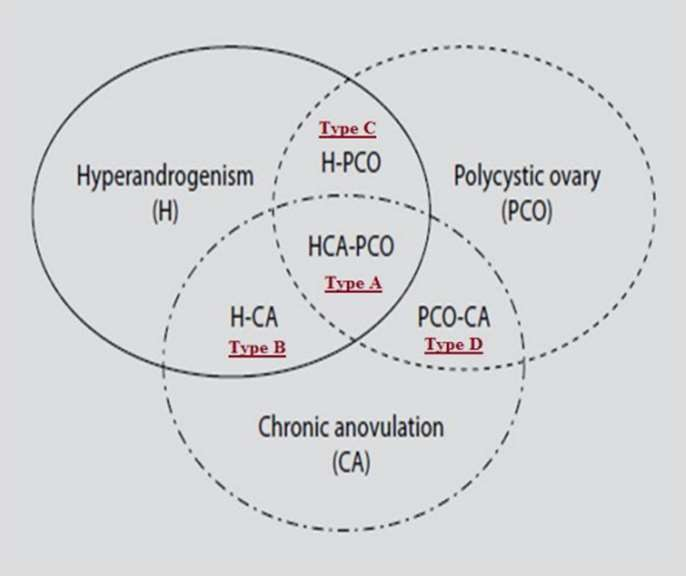 Type C
H-PCO
Hyperandrogenism
(H)
Polycystic ovary
(PCO)
HCA-PCO
Type A
H-CA
Type B
PCO-CA
Type D
Chronic anovulation
(CA)